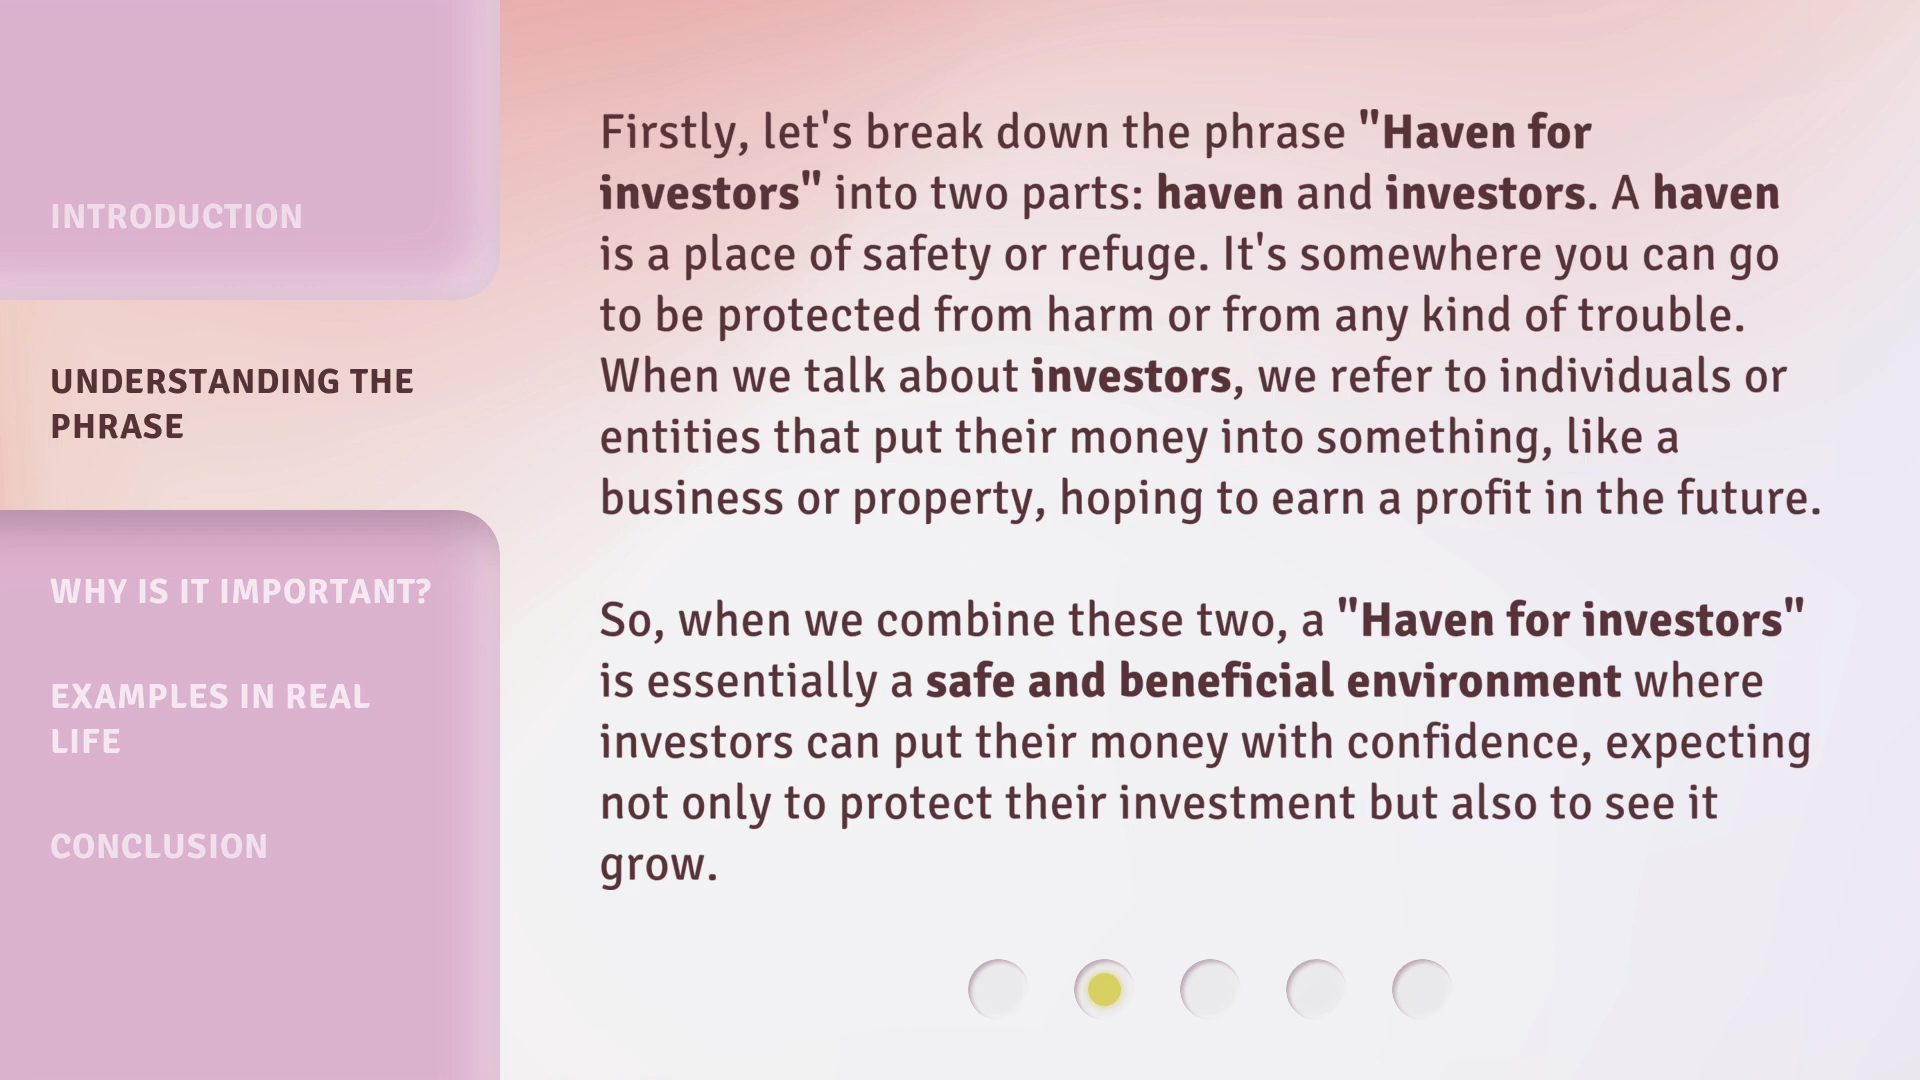 INTRODUCTION
UNDERSTANDING THE
PHRASE
WHY IS IT IMPORTANT?
EXAMPLES IN REAL
LIFE
CONCLUSION
Firstly, let's break down the phrase "Haven for
investors" into two parts: haven and investors. A haven
is a place of safety or refuge. It's somewhere you can go
to be protected from harm or from any kind of trouble.
When we talk about investors, we refer to individuals or
entities that put their money into something, like a
business or property, hoping to earn a profit in the future.
So, when we combine these two, a "Haven for investors"
is essentially a safe and beneficial environment where
investors can put their money with confidence, expecting
not only to protect their investment but also to see it
grow.